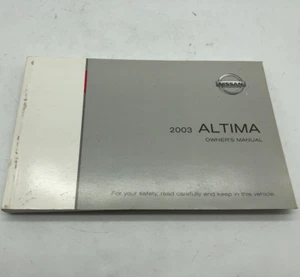 NISSAN
2003 ALTIMA
OWNER'S MANUAL
For your safety, read carefully and keep in this vehicle.